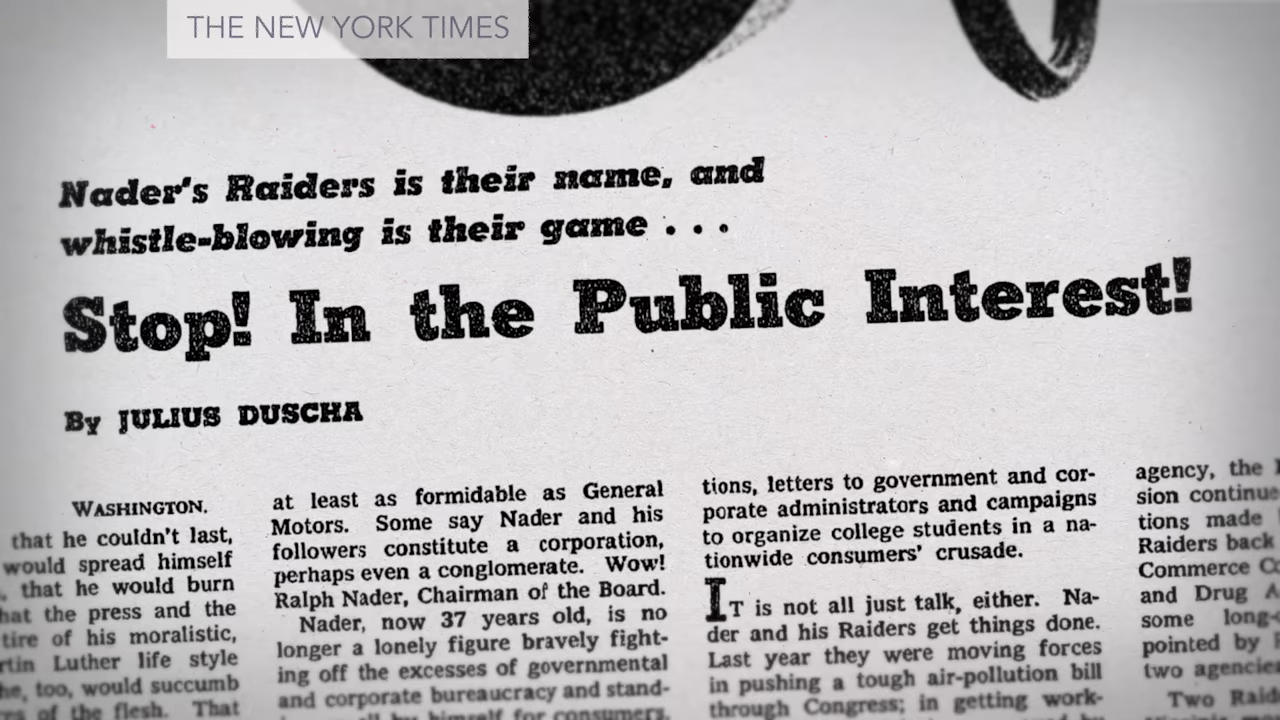 THE NEW YORK TIMES
Nader's Raiders is their name, and
whistle-blowing is their game . . .
Stop! In the Public Interest!
By JULIUS DUSCHA
WASHINGTON.
that he couldn't last,
would spread himself
that he would burn
that the press and the
tire of his moralistic,
Luther life style
he, too, would succumb
of the flesh. That
at least as formidable as General
Motors. Some say Nader and his
followers constitute a corporation,
perhaps even a conglomerate. Wow!
Ralph Nader, Chairman of the Board.
Nader, now 37 years old, is no
longer a lonely figure bravely fight-
ing off the excesses of governmental
and corporate bureaucracy and stand-
by himself for consumers.
tions, letters to government and cor-
porate administrators and campaigns
to organize college students in a na-
tionwide consumers' crusade.
IT is not all just talk, either. Na-
der and his Raiders get things done.
Last year they were moving forces
in pushing a tough air-pollution bill
through Congress; in getting work-
agency, the
sion
tions made
Raiders back
Commerce
and Drug
some long-
pointed by
two
Two